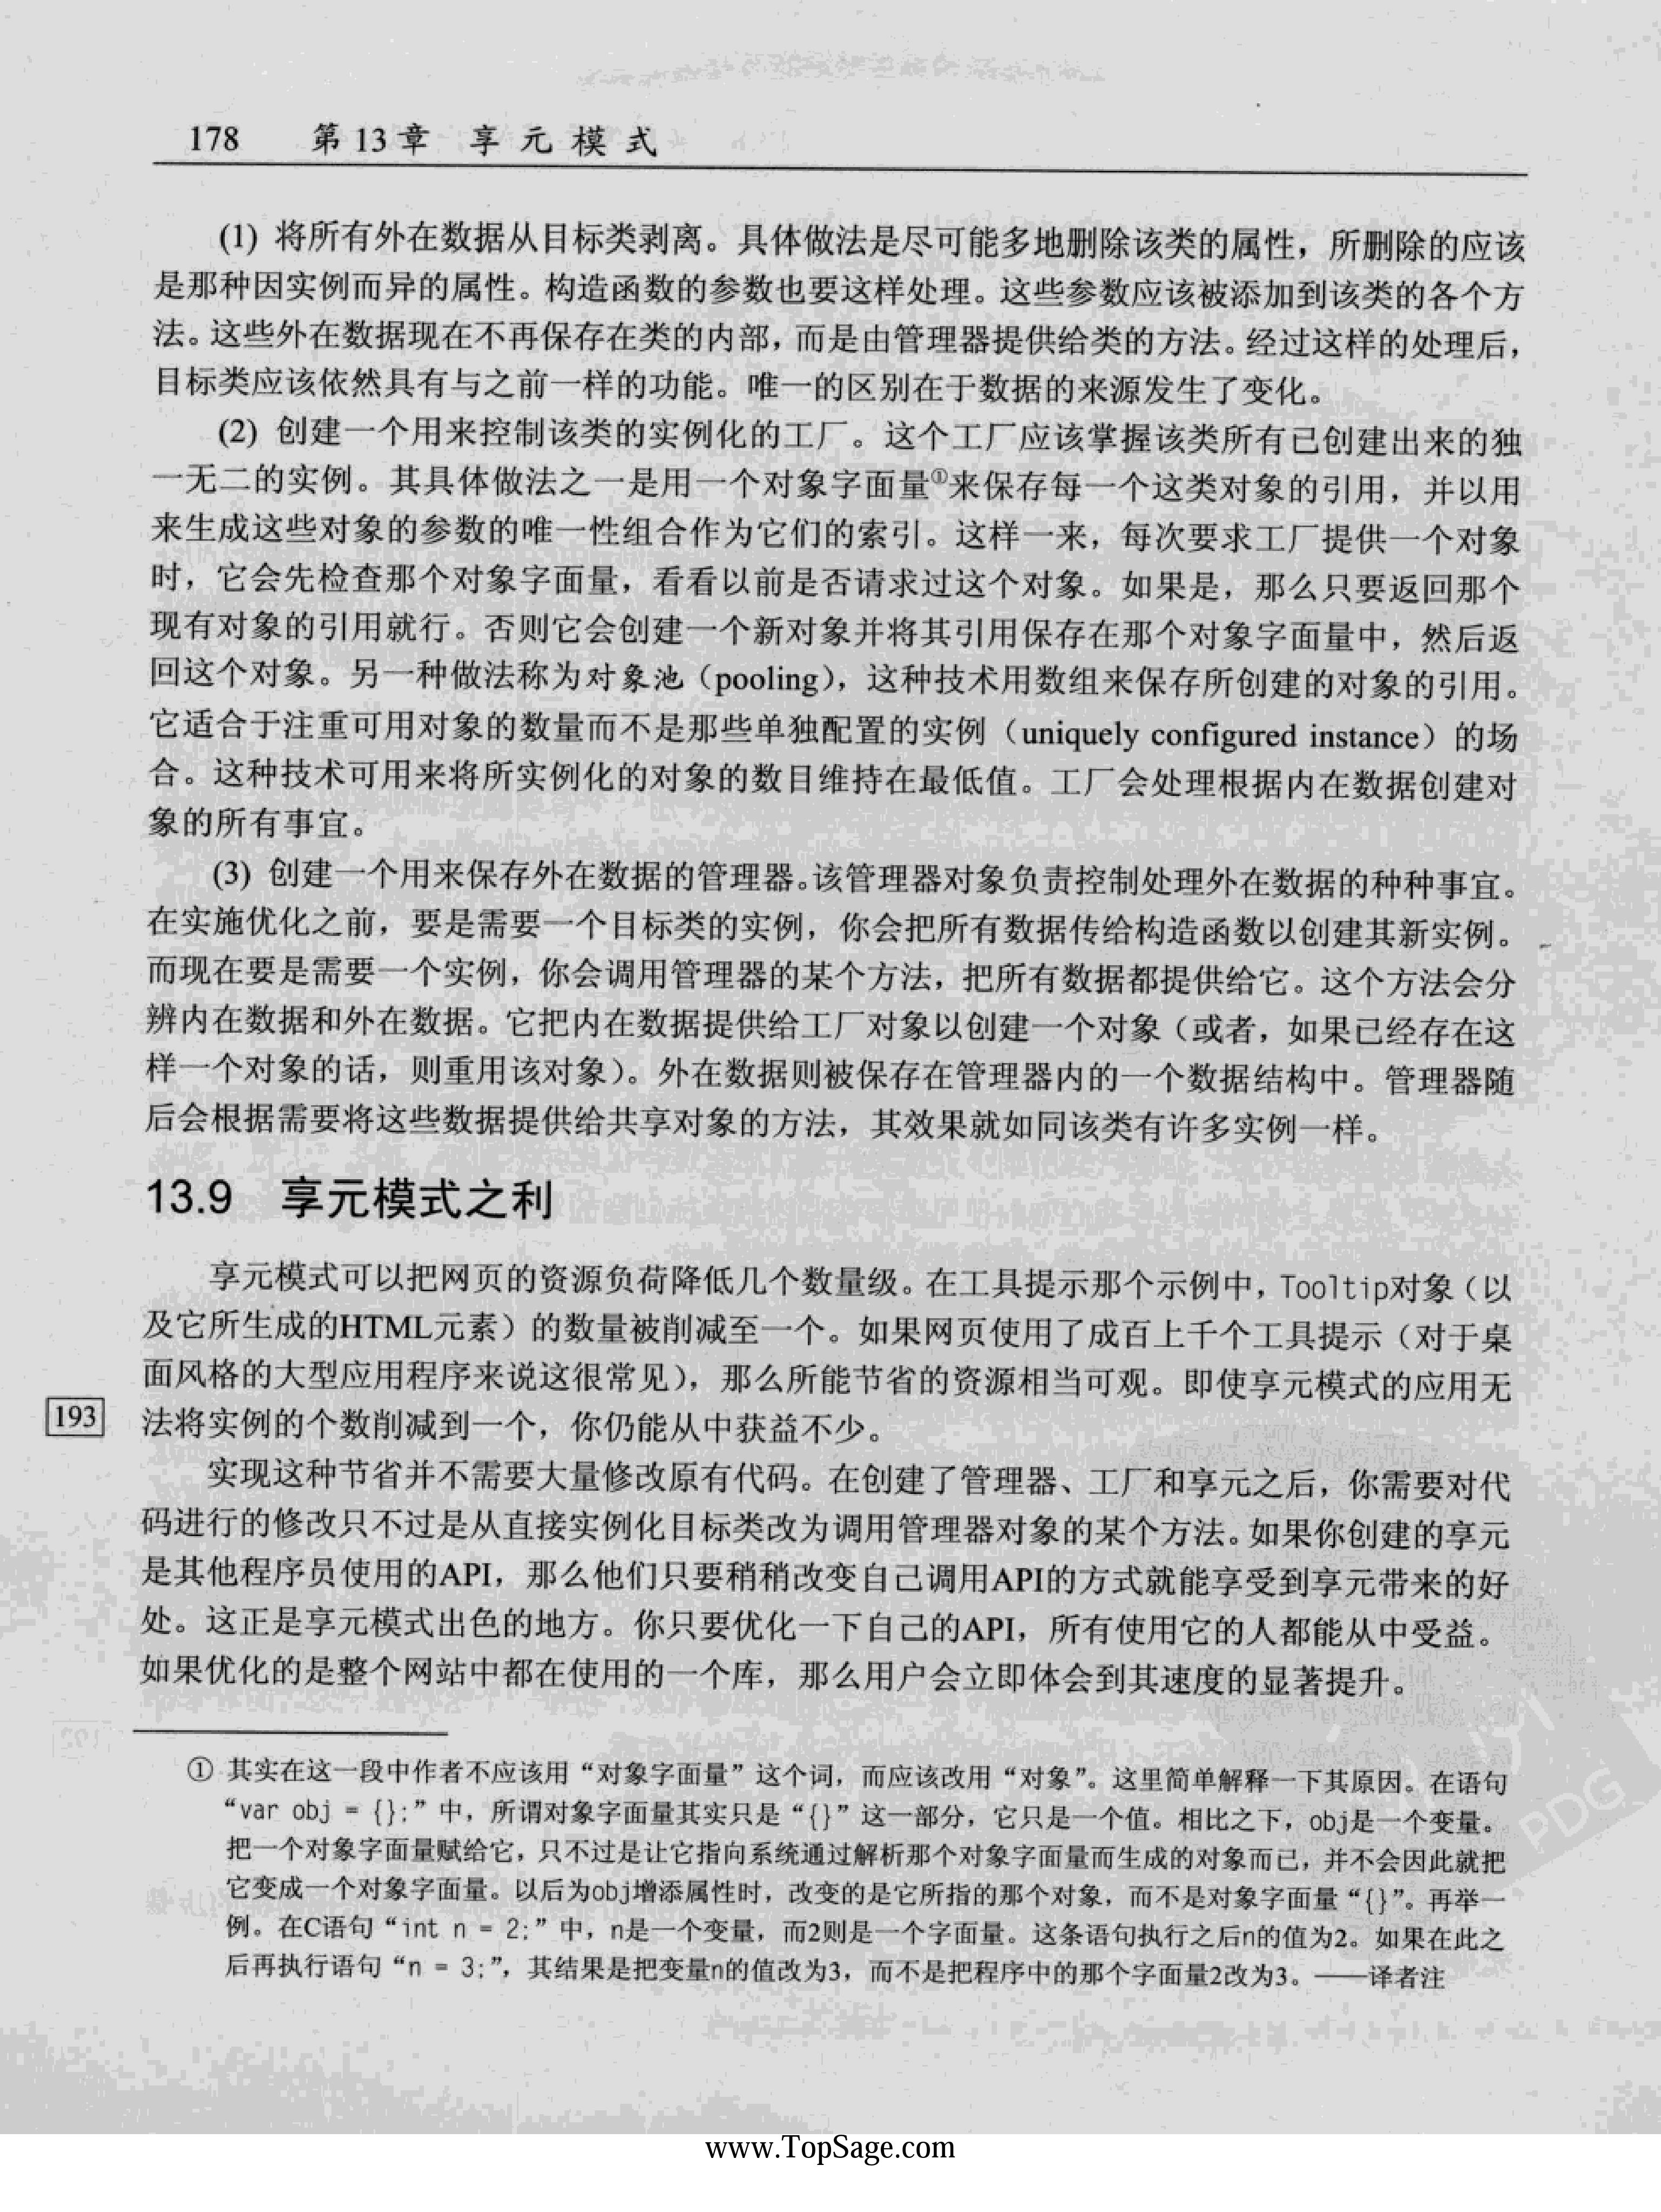 178 第13章 享元模式
(1) 将所有外在数据从目标类剥离。具体做法是尽可能多地删除该类的属性，所删除的应该
是那种因实例而异的属性。构造函数的参数也要这样处理。这些参数应该被添加到该类的各个方
法。这些外在数据现在不再保存在类的内部，而是由管理器提供给类的方法。经过这样的处理后，
目标类应该依然具有与之前一样的功能。唯一的区别在于数据的来源发生了变化。
(2) 创建一个用来控制该类的实例化的工厂。这个工厂应该掌握该类所有已创建出来的独
一无二的实例。其具体做法之一是用一个对象字面量①来保存每一个这类对象的引用，并以用
来生成这些对象的参数的唯一性组合作为它们的索引。这样一来，每次要求工厂提供一个对象
时，它会先检查那个对象字面量，看看以前是否请求过这个对象。如果是，那么只要返回那个
现有对象的引用就行。否则它会创建一个新对象并将其引用保存在那个对象字面量中，然后返
回这个对象。另一种做法称为对象池（pooling），这种技术用数组来保存所创建的对象的引用。
它适合于注重可用对象的数量而不是那些单独配置的实例（uniquely configured instance）的场
合。这种技术可用来将所实例化的对象的数目维持在最低值。工厂会处理根据内在数据创建对
象的所有事宜。
(3) 创建一个用来保存外在数据的管理器。该管理器对象负责控制处理外在数据的种种事宜。
在实施优化之前，要是需要一个目标类的实例，你会把所有数据传给构造函数以创建其新实例。
而现在要是需要一个实例，你会调用管理器的某个方法，把所有数据都提供给它。这个方法会分
辨内在数据和外在数据。它把内在数据提供给工厂对象以创建一个对象（或者，如果已经存在这
样一个对象的话，则重用该对象）。外在数据则被保存在管理器内的一个数据结构中。管理器随
后会根据需要将这些数据提供给共享对象的方法，其效果就如同该类有许多实例一样。
13.9 享元模式之利
享元模式可以把网页的资源负荷降低几个数量级。在工具提示那个示例中，Tooltip对象（以
及它所生成的HTML元素）的数量被削减至一个。如果网页使用了成百上千个工具提示（对于桌
面风格的大型应用程序来说这很常见），那么所能节省的资源相当可观。即使享元模式的应用无
193 法将实例的个数削减到一个，你仍能从中获益不少。
实现这种节省并不需要大量修改原有代码。在创建了管理器、工厂和享元之后，你需要对代
码进行的修改只不过是从直接实例化目标类改为调用管理器对象的某个方法。如果你创建的享元
是其他程序员使用的API，那么他们只要稍稍改变自己调用API的方式就能享受到享元带来的好
处。这正是享元模式出色的地方。你只要优化一下自己的API，所有使用它的人都能从中受益。
如果优化的是整个网站中都在使用的一个库，那么用户会立即体会到其速度的显著提升。
① 其实在这一段中作者不应该用“对象字面量”这个词，而应该改用“对象”。这里简单解释一下其原因。在语句
“var obj = {};”中，所谓对象字面量其实只是“{}”这一部分，它只是一个值。相比之下，obj是一个变量。
把一个对象字面量赋给它，只不过是让它指向系统通过解析那个对象字面量而生成的对象而已，并不会因此就把
它变成一个对象字面量。以后为obj增添属性时，改变的是它所指的那个对象，而不是对象字面量“{}”。再举一
例。在C语句“int n = 2;”中，n是一个变量，而2则是一个字面量。这条语句执行之后n的值为2。如果在此之
后再执行语句“n = 3;”，其结果是把变量n的值改为3，而不是把程序中的那个字面量2改为3。——译者注
PDG
www.TopSage.com